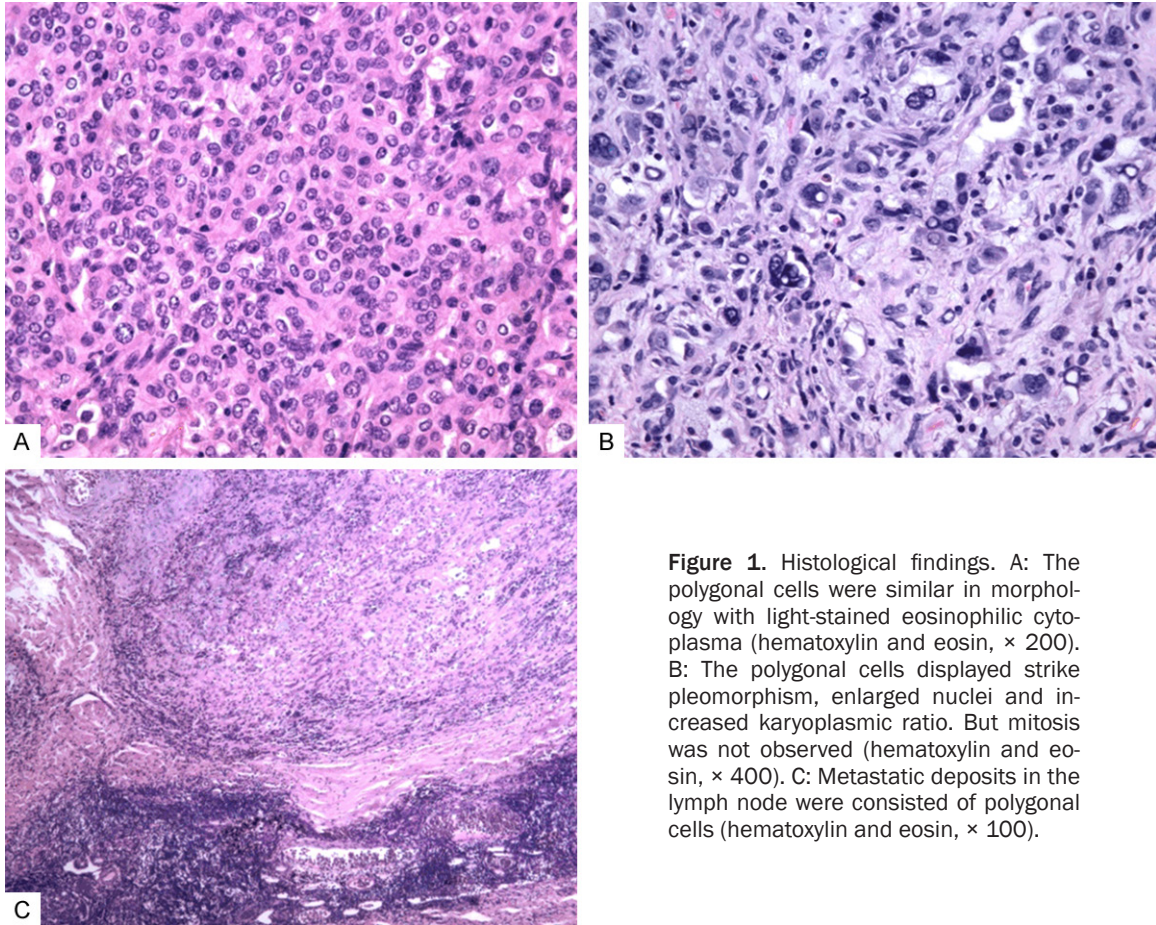 A
B
C
Figure 1. Histological findings. A: The
polygonal cells were similar in morphol-
ogy with light-stained eosinophilic cyto-
plasma (hematoxylin and eosin, × 200).
B: The polygonal cells displayed strike
pleomorphism, enlarged nuclei and in-
creased karyoplasmic ratio. But mitosis
was not observed (hematoxylin and eo-
sin, × 400). C: Metastatic deposits in the
lymph node were consisted of polygonal
cells (hematoxylin and eosin, × 100).